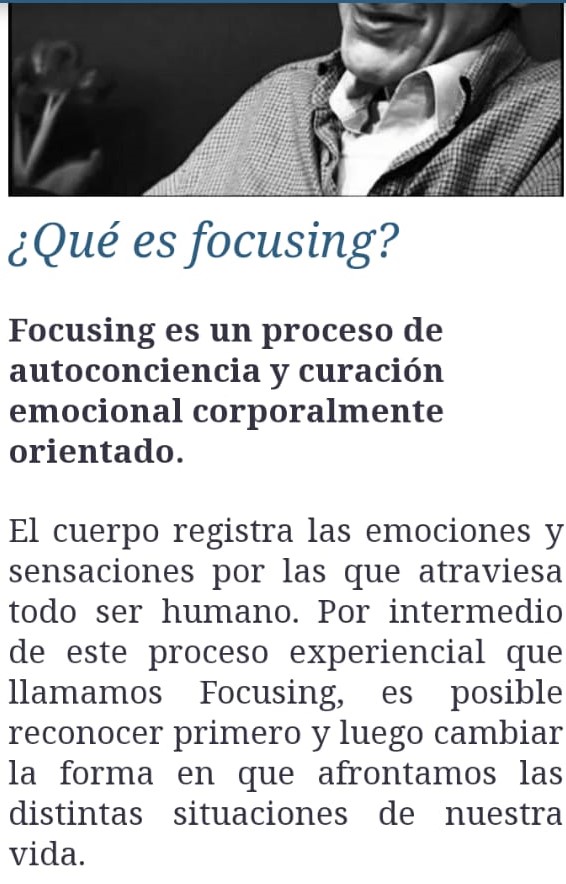 ¿Qué es focusing?
Focusing es un proceso de
autoconciencia y curación
emocional corporalmente
orientado.
El cuerpo registra las emociones y
sensaciones por las que atraviesa
todo ser humano. Por intermedio
de este proceso experiencial que
llamamos Focusing, es posible
reconocer primero y luego cambiar
la forma en que afrontamos las
distintas situaciones de nuestra
vida.